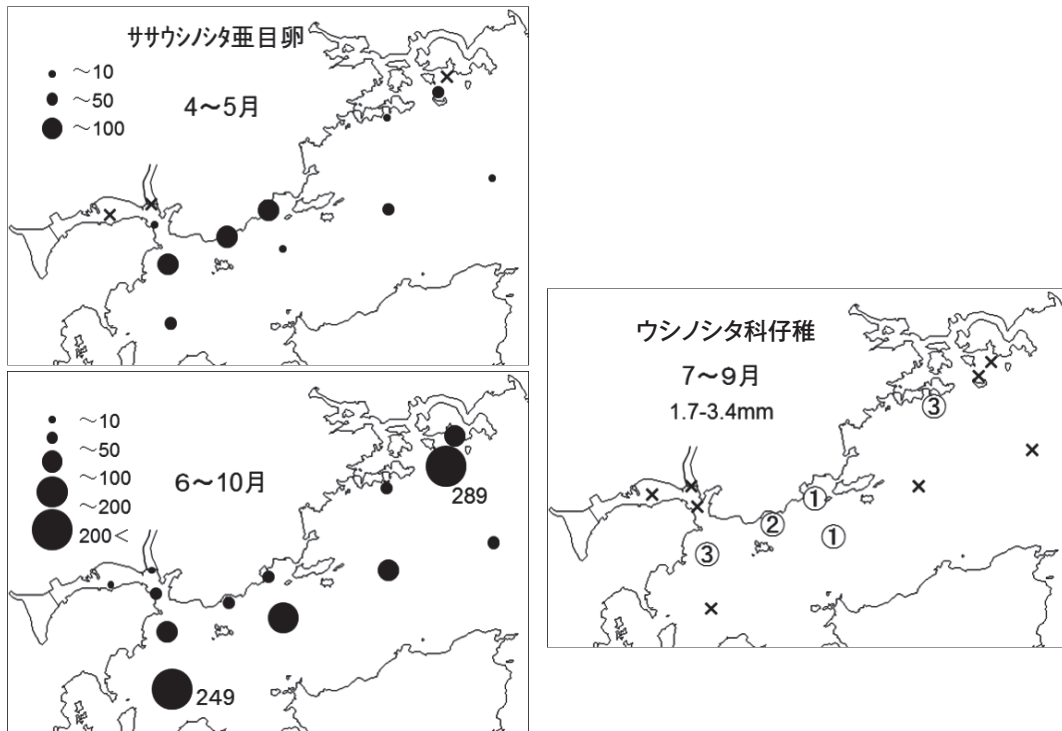 ササウシノシタ亜目卵
4～5月
～10
～50
～100
6～10月
～10
～50
～100
～200
200＜
289
249
ウシノシタ科仔稚
7～9月
1.7-3.4mm
③
①
②
①
③